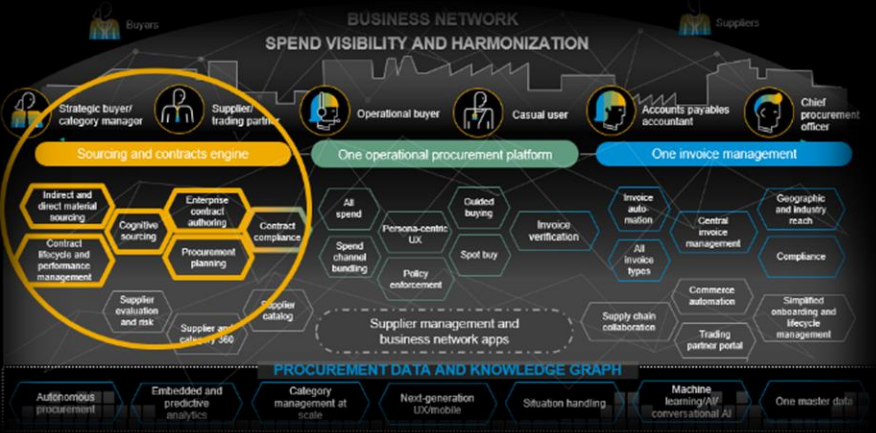 BUSINESS NETWORK
Buyers
Suppliers
SPEND VISIBILITY AND HARMONIZATION
Strategic buyer/
category manager
Supplier/
trading partner
Operational buyer
Casual user
Accounts payables
accountant
Chief
procurement
officer
Sourcing and contracts engine
One operational procurement platform
One invoice management
Indirect and
direct material
sourcing
Cognitive
sourcing
Enterprise
contract
authoring
Contract
compliance
Contract
lifecycle and
performance
management
Procurement
planning
Supplier
evaluation
and risk
Supplier and
category 360
Supplier
catalog
All
spend
Persona-centric
UX
Guided
buying
Invoice
verification
Spend
channel
bundling
Policy
enforcement
Spot buy
Supplier management and
business network apps
Invoice
auto-
mation
Central
invoice
management
Geographic
and industry
reach
All
invoice
types
Compliance
Commerce
automation
Supply chain
collaboration
Trading
partner portal
Simplified
onboarding and
lifecycle
management
PROCUREMENT DATA AND KNOWLEDGE GRAPH
Autonomous
procurement
Embedded and
predictive
analytics
Category
management at
scale
Next-generation
UX/mobile
Situation handling
Machine
learning/AI/
conversational AI
One master data